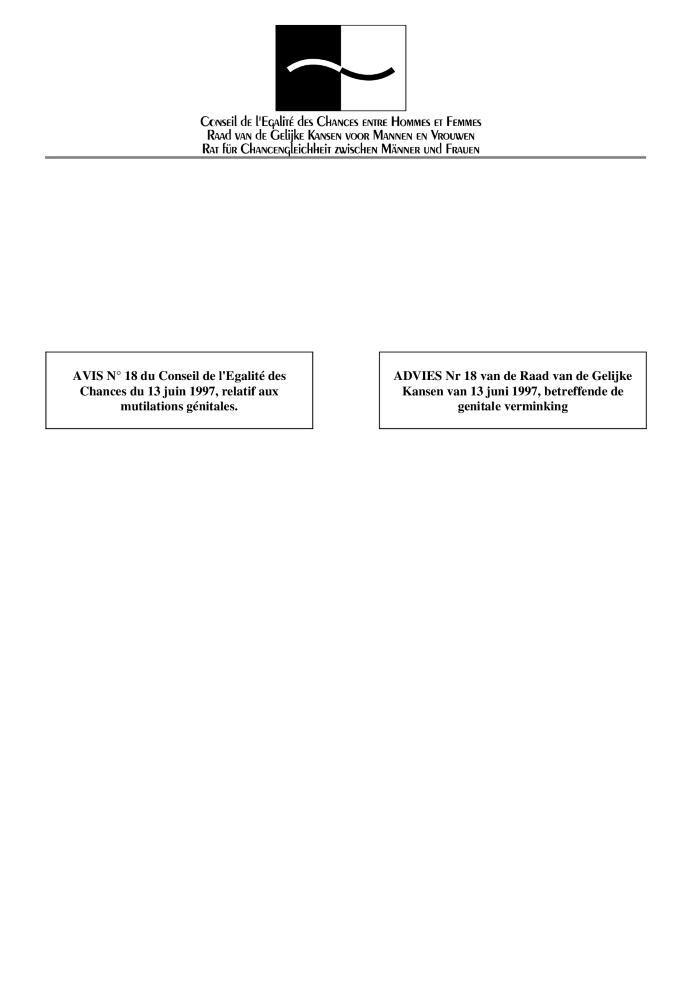 Conseil de l'Egalité des Chances entre Hommes et Femmes
Raad van de Gelijke Kansen voor Mannen en Vrouwen
Rat für Chancengleichheit zwischen Männer und Frauen
AVIS N° 18 du Conseil de l'Egalité des
Chances du 13 juin 1997, relatif aux
mutilations génitales.
ADVIES Nr 18 van de Raad van de Gelijke
Kansen van 13 juni 1997, betreffende de
genitale verminking